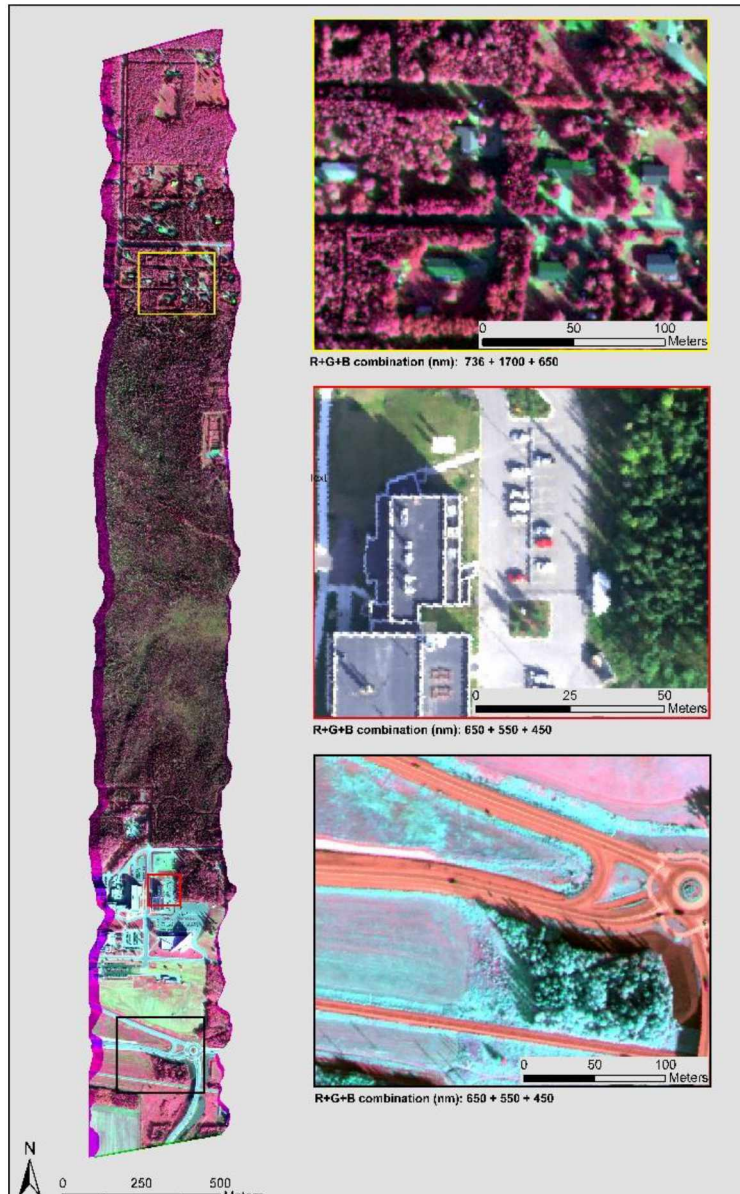 0 50 100
Meters
R+G+B combination (nm): 736 + 1700 + 650
0 25 50
Meters
R+G+B combination (nm): 650 + 550 + 450
0 50 100
Meters
R+G+B combination (nm): 650 + 550 + 450
N
0 250 500